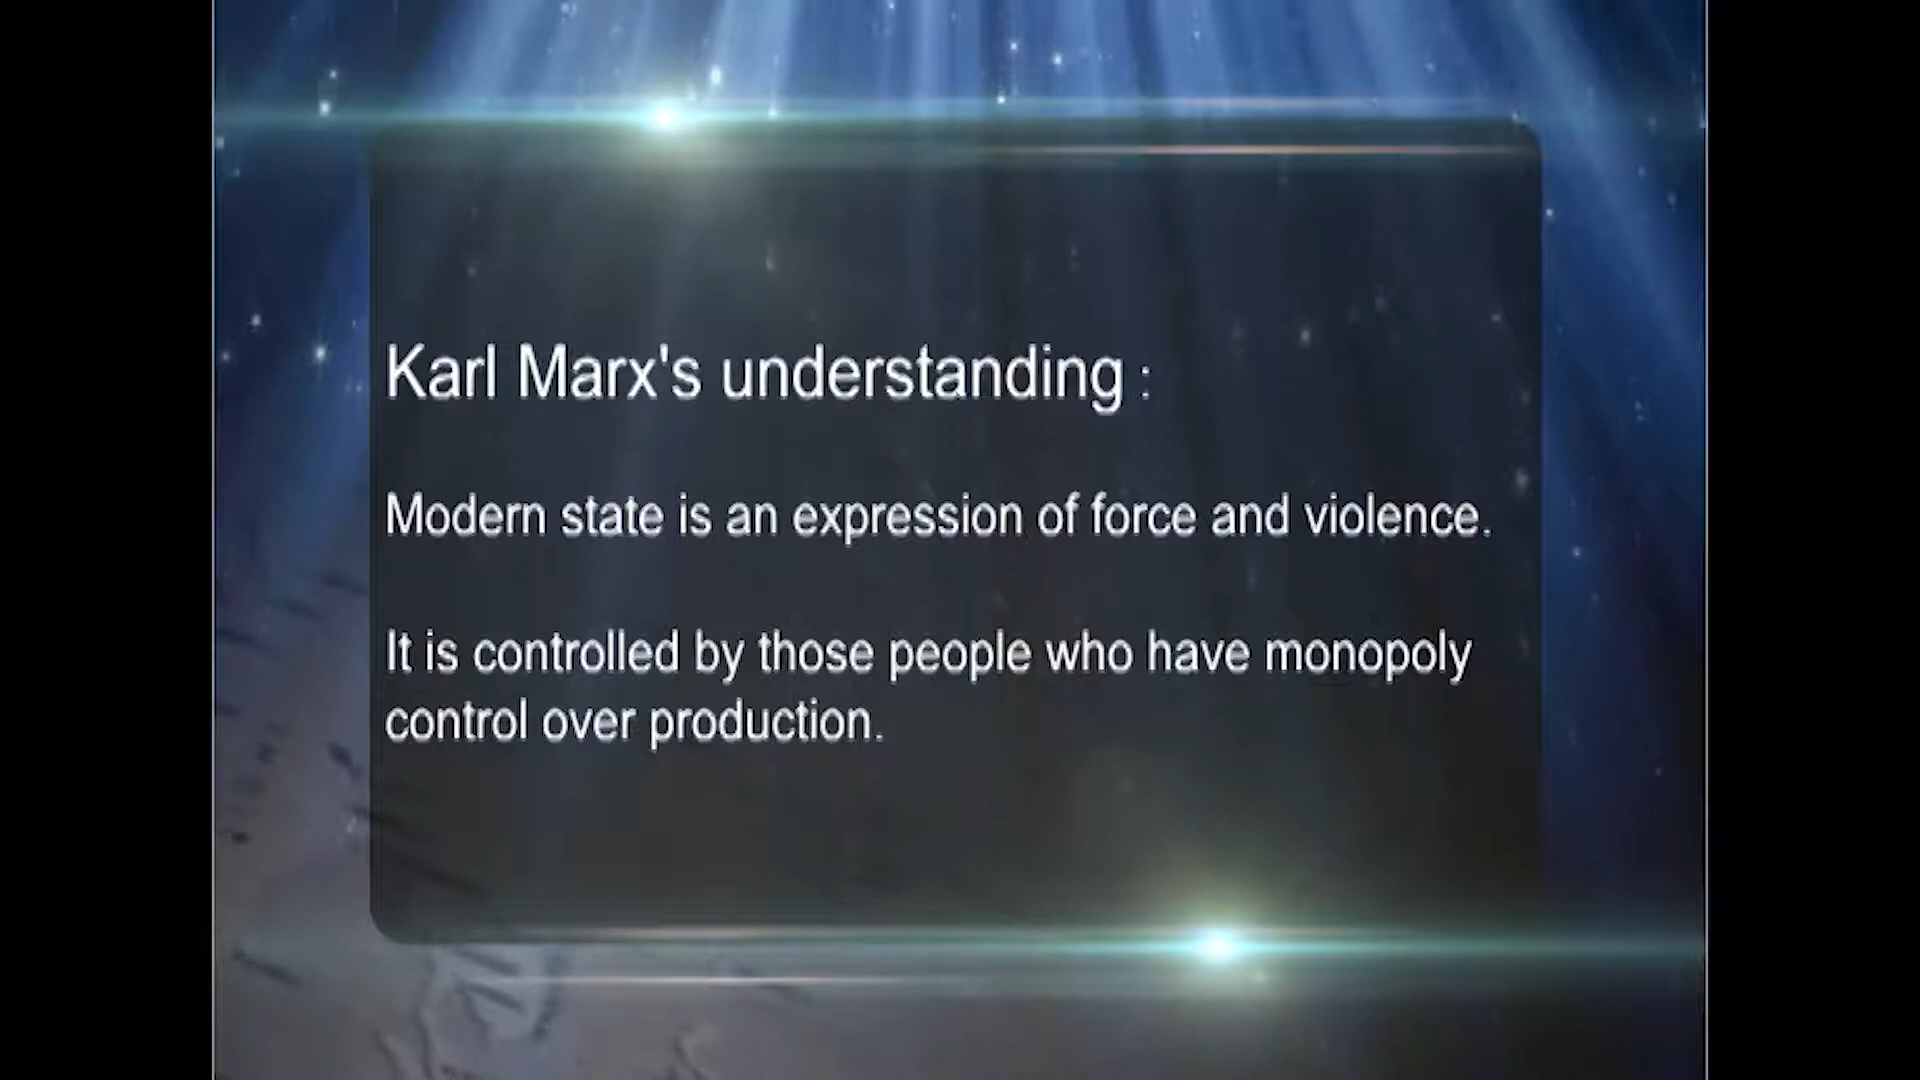 Karl Marx's understanding :
Modern state is an expression of force and violence.
It is controlled by those people who have monopoly
control over production.